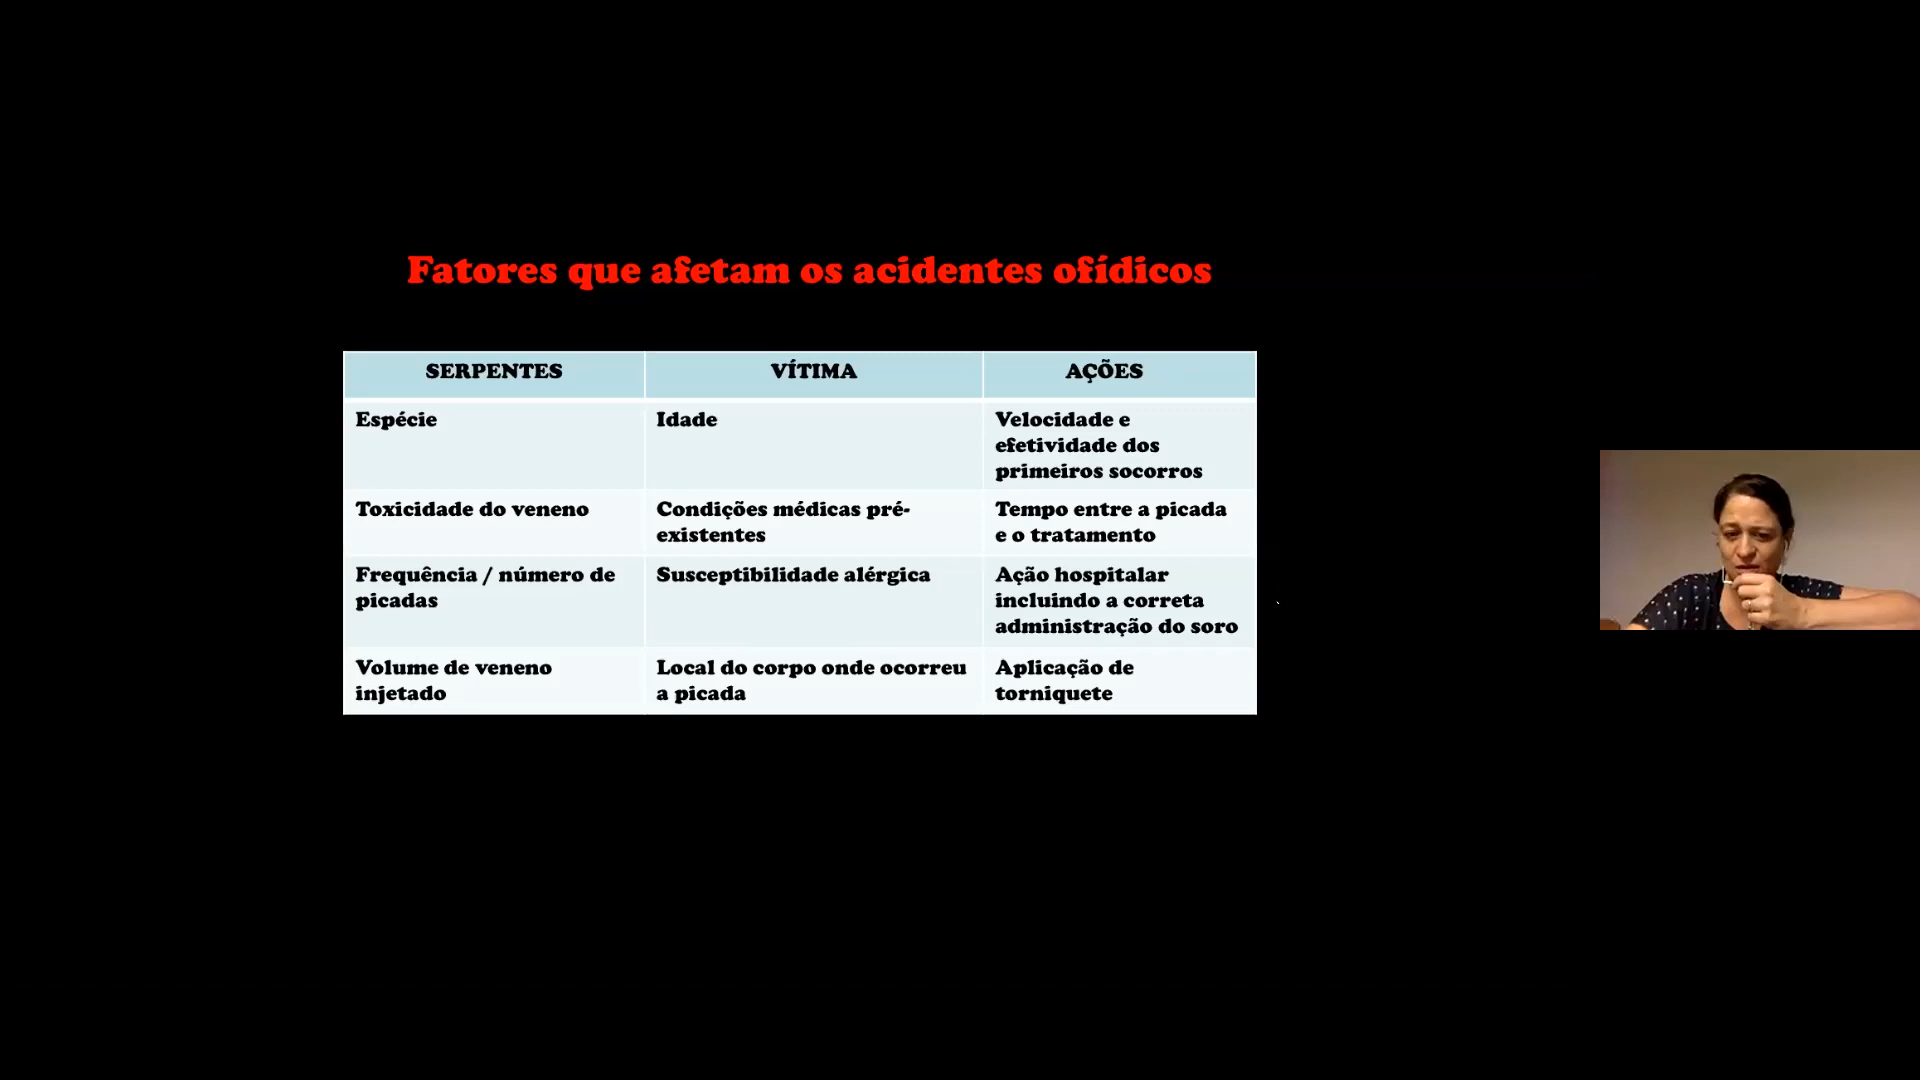 Fatores que afetam os acidentes ofídicos
SERPENTES
VÍTIMA
AÇÕES
Espécie
Idade
Velocidade e
efetividade dos
primeiros socorros
Toxicidade do veneno
Condições médicas pré-
existentes
Tempo entre a picada
e o tratamento
Frequência / número de
picadas
Susceptibilidade alérgica
Ação hospitalar
incluindo a correta
administração do soro
Volume de veneno
injetado
Local do corpo onde ocorreu
a picada
Aplicação de
torniquete